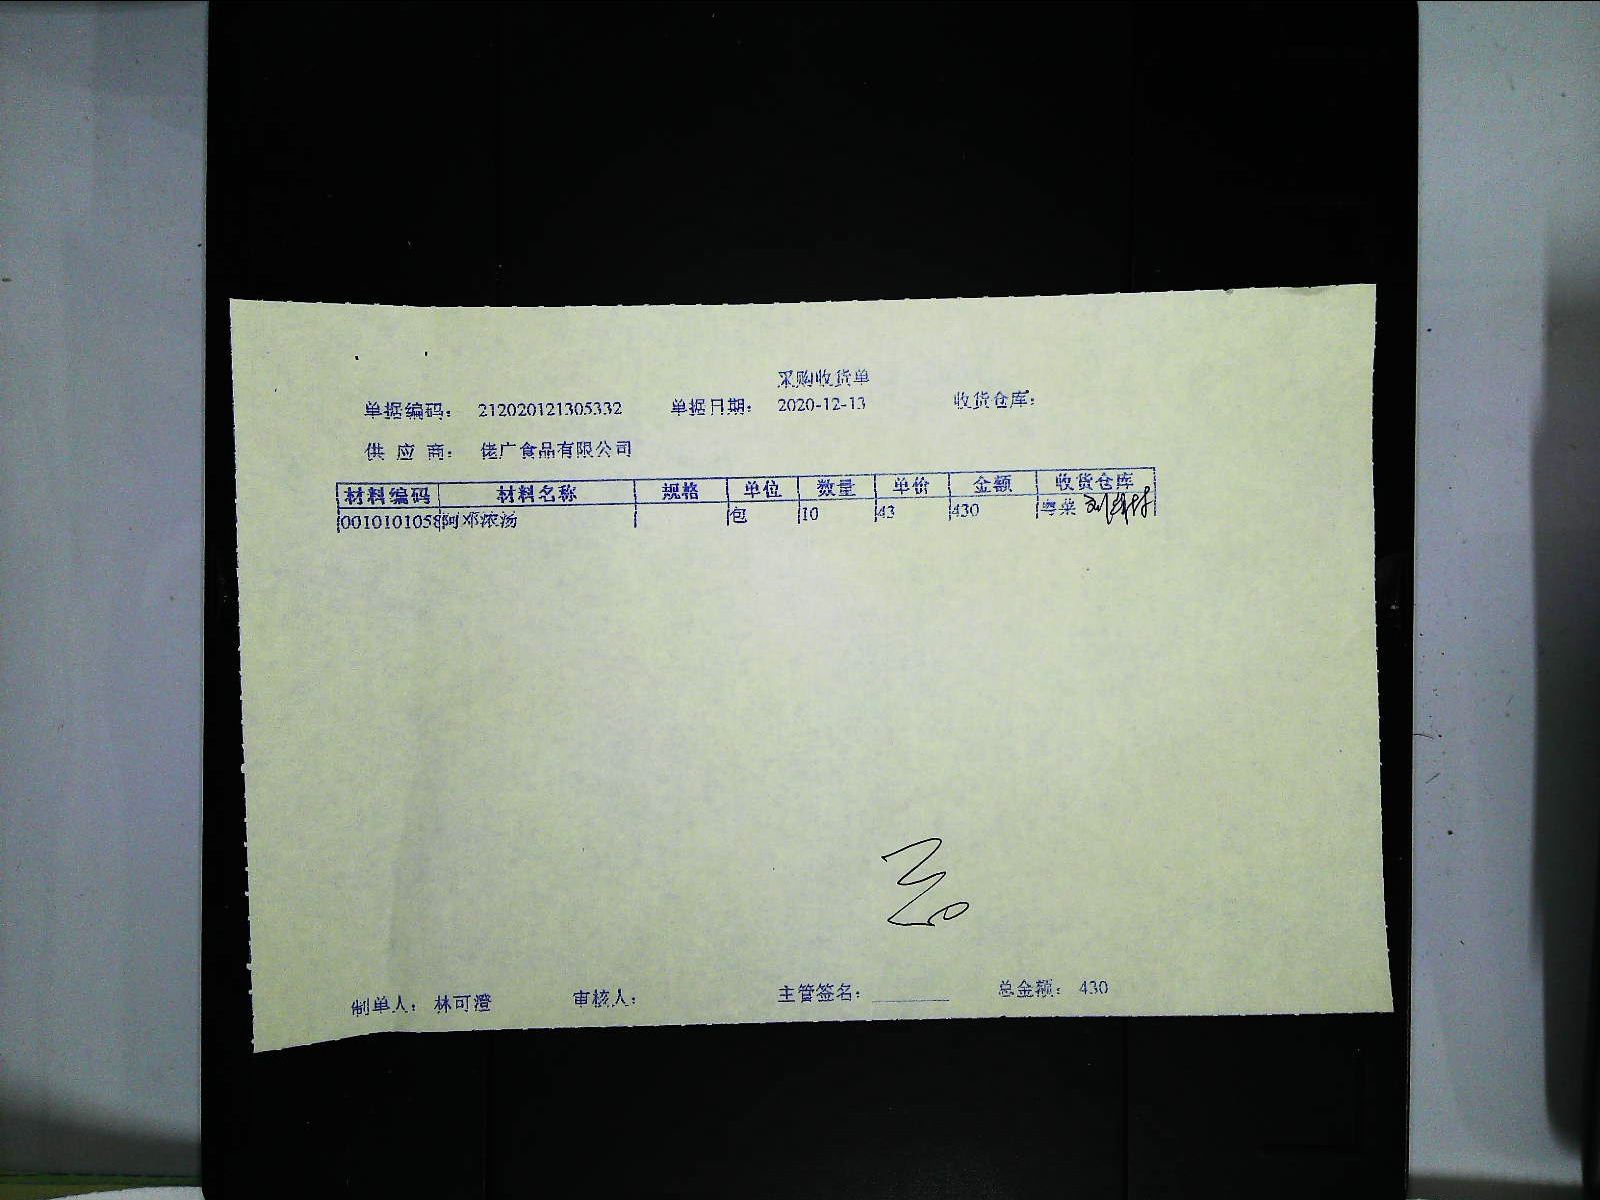 采购收货单
单据编码： 212020121305332 单据日期： 2020-12-13 收货仓库：
供 应 商： 佬广食品有限公司
材料编码 材料名称 规格 单位 数量 单价 金额 收货仓库
0010101058 阿邓浓汤 包 10 43 430 粤菜
制单人： 林可澄 审核人： 主管签名： 总金额： 430